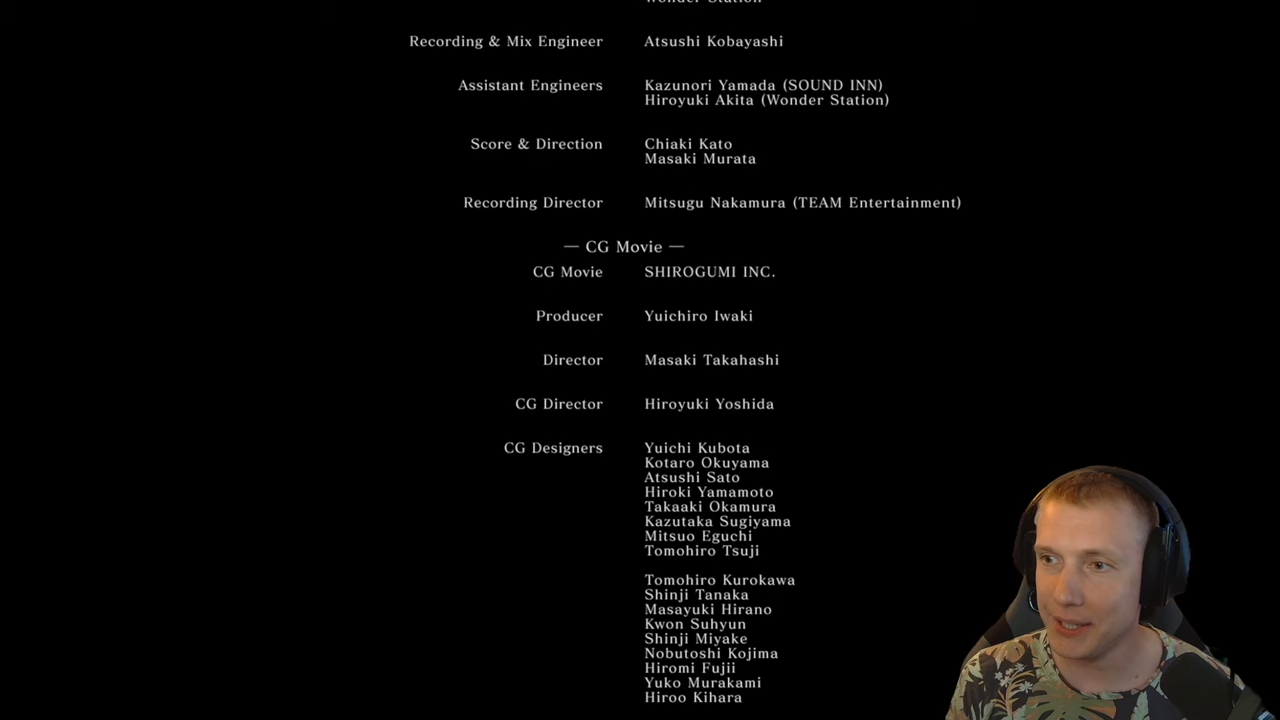 Wonder Station
Recording & Mix Engineer Atsushi Kobayashi
Assistant Engineers Kazunori Yamada (SOUND INN)
Hiroyuki Akita (Wonder Station)
Score & Direction Chiaki Kato
Masaki Murata
Recording Director Mitsugu Nakamura (TEAM Entertainment)
— CG Movie —
CG Movie SHIROGUMI INC.
Producer Yuichiro Iwaki
Director Masaki Takahashi
CG Director Hiroyuki Yoshida
CG Designers Yuichi Kubota
Kotaro Okuyama
Atsushi Sato
Hiroki Yamamoto
Takaaki Okamura
Kazutaka Sugiyama
Mitsuo Eguchi
Tomohiro Tsuji
Tomohiro Kurokawa
Shinji Tanaka
Masayuki Hirano
Kwon Suhyun
Shinji Miyake
Nobutoshi Kojima
Hiromi Fujii
Yuko Murakami
Hiroo Kihara